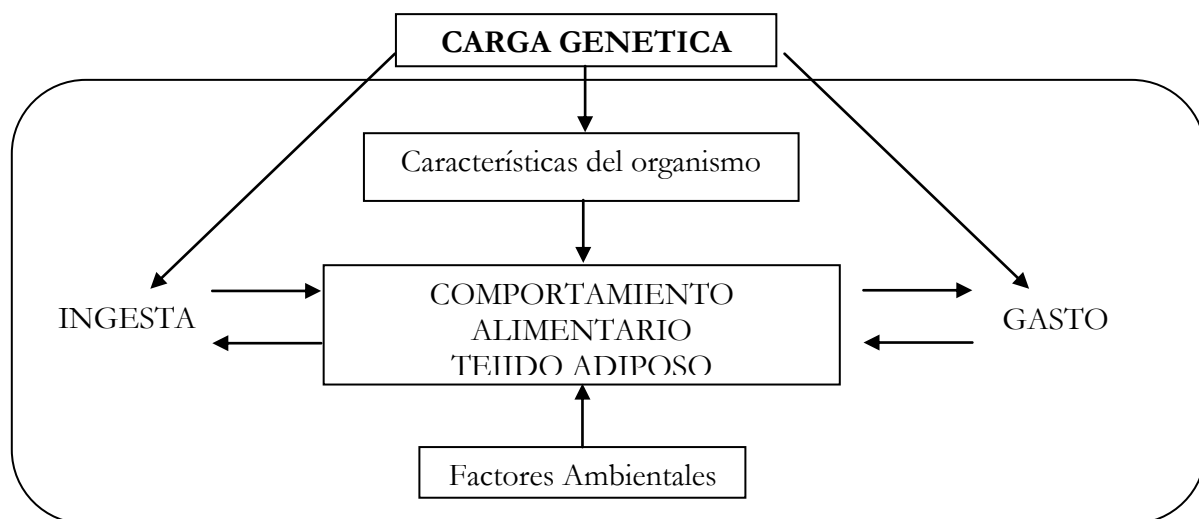 CARGA GENETICA
Características del organismo
INGESTA
COMPORTAMIENTO
ALIMENTARIO
TEJIDO ADIPOSO
GASTO
Factores Ambientales